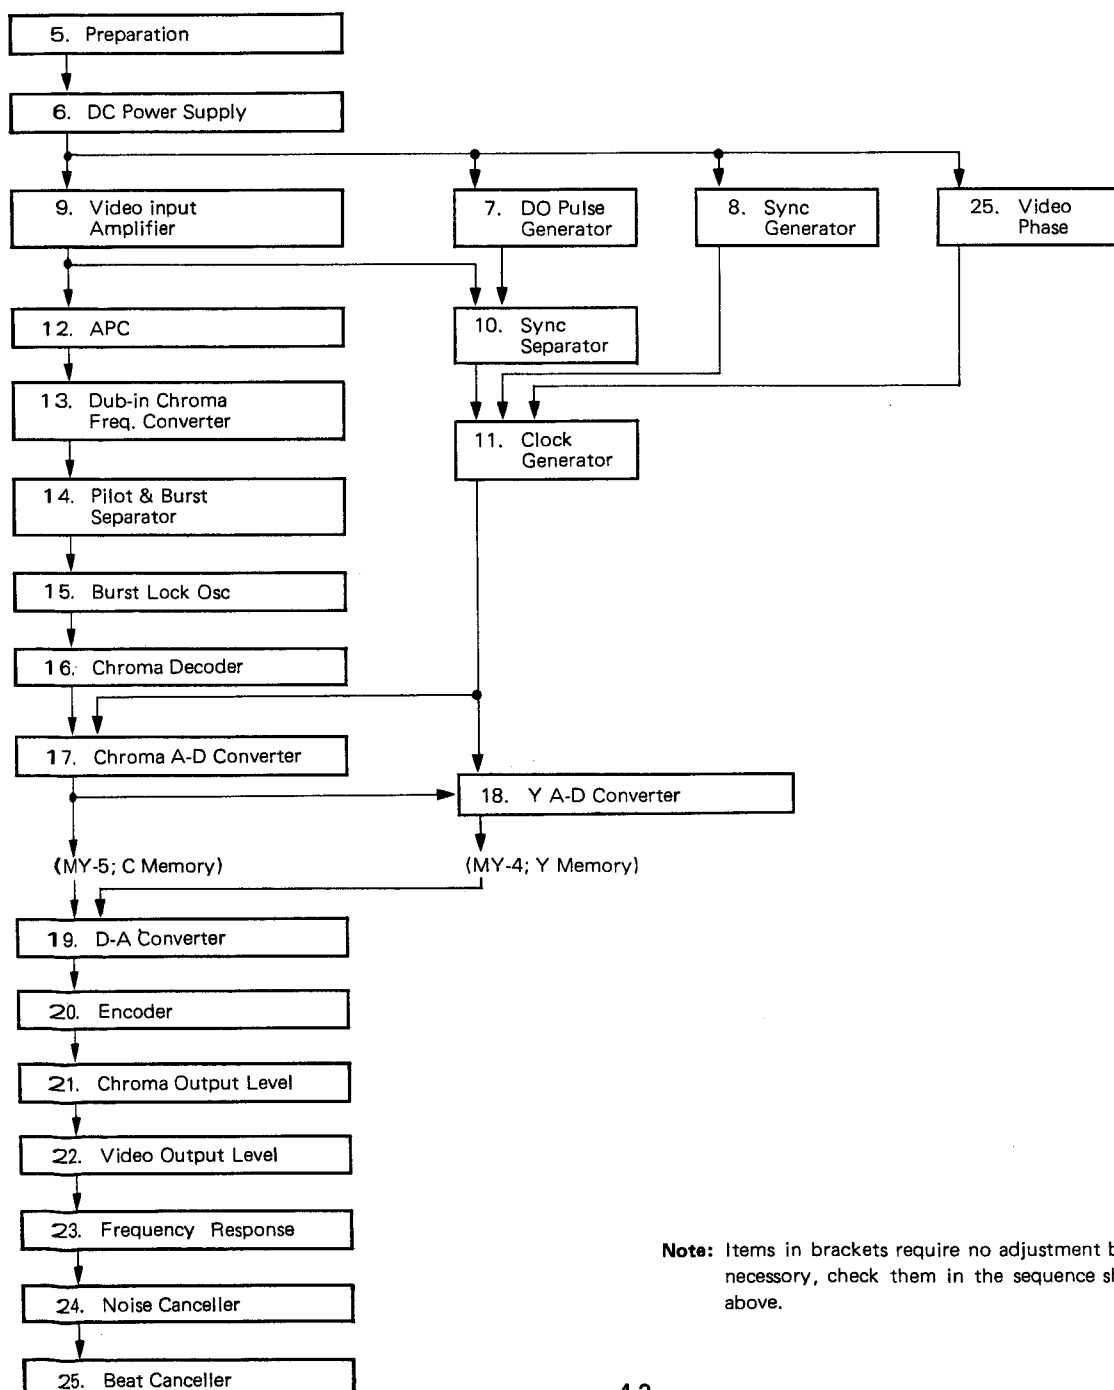 5. Preparation
6. DC Power Supply
9. Video input
Amplifier
7. DO Pulse
Generator
8. Sync
Generator
25. Video
Phase
12. APC
10. Sync
Separator
13. Dub-in Chroma
Freq. Converter
11. Clock
Generator
14. Pilot & Burst
Separator
15. Burst Lock Osc
16. Chroma Decoder
17. Chroma A-D Converter
18. Y A-D Converter
(MY-5; C Memory)
(MY-4; Y Memory)
19. D-A Converter
20. Encoder
21. Chroma Output Level
22. Video Output Level
23. Frequency Response
24. Noise Canceller
25. Beat Canceller
Note: Items in brackets require no adjustment
necessory, check them in the sequence
above.